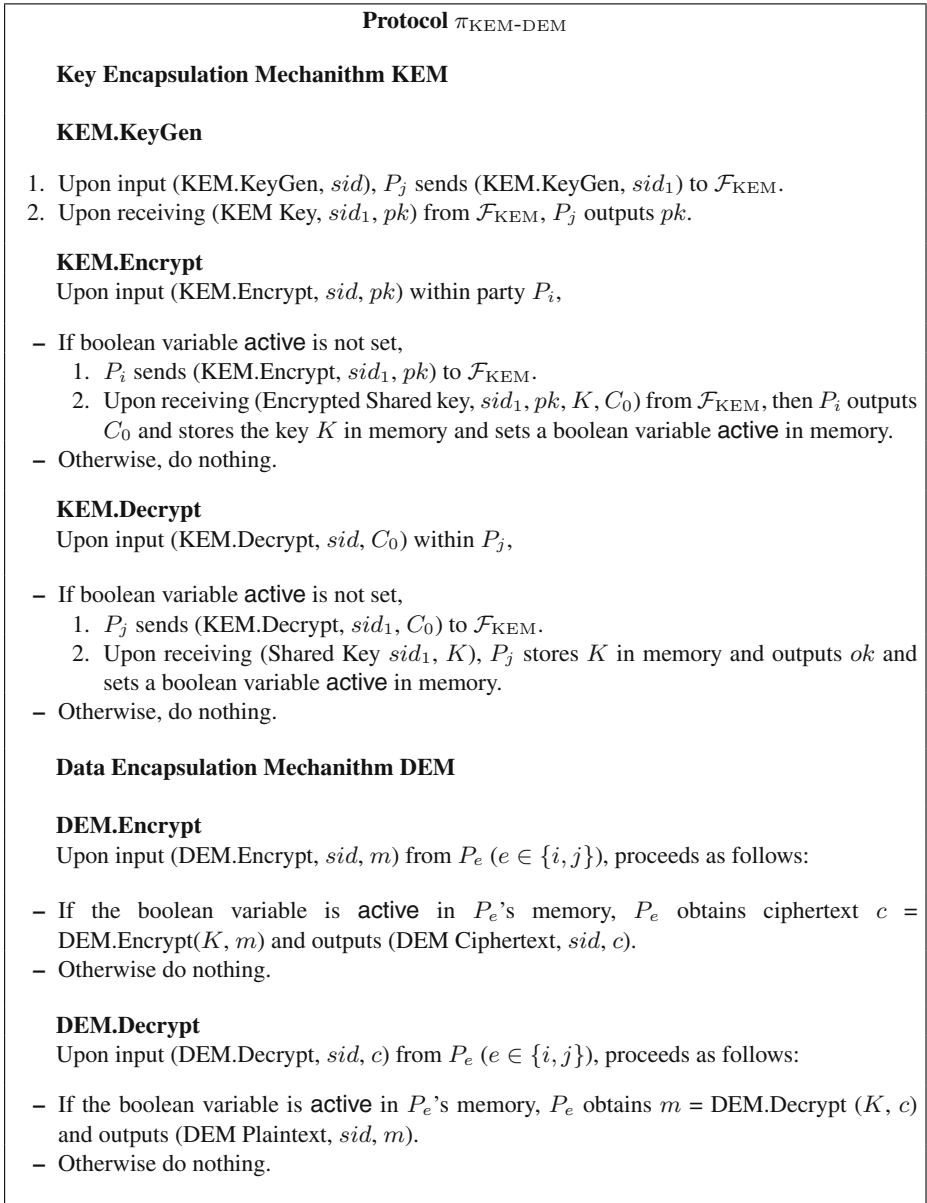 Protocol π_KEM-DEM
Key Encapsulation Mechanithm KEM
KEM.KeyGen
1. Upon input (KEM.KeyGen, sid), P_j sends (KEM.KeyGen, sid_1) to F_KEM.
2. Upon receiving (KEM Key, sid_1, pk) from F_KEM, P_j outputs pk.
KEM.Encrypt
Upon input (KEM.Encrypt, sid, pk) within party P_i,
– If boolean variable active is not set,
1. P_i sends (KEM.Encrypt, sid_1, pk) to F_KEM.
2. Upon receiving (Encrypted Shared key, sid_1, pk, K, C_0) from F_KEM, then P_i outputs
C_0 and stores the key K in memory and sets a boolean variable active in memory.
– Otherwise, do nothing.
KEM.Decrypt
Upon input (KEM.Decrypt, sid, C_0) within P_j,
– If boolean variable active is not set,
1. P_j sends (KEM.Decrypt, sid_1, C_0) to F_KEM.
2. Upon receiving (Shared Key sid_1, K), P_j stores K in memory and outputs ok and
sets a boolean variable active in memory.
– Otherwise, do nothing.
Data Encapsulation Mechanithm DEM
DEM.Encrypt
Upon input (DEM.Encrypt, sid, m) from P_e (e ∈ {i, j}), proceeds as follows:
– If the boolean variable is active in P_e's memory, P_e obtains ciphertext c =
DEM.Encrypt(K, m) and outputs (DEM Ciphertext, sid, c).
– Otherwise do nothing.
DEM.Decrypt
Upon input (DEM.Decrypt, sid, c) from P_e (e ∈ {i, j}), proceeds as follows:
– If the boolean variable is active in P_e's memory, P_e obtains m = DEM.Decrypt (K, c)
and outputs (DEM Plaintext, sid, m).
– Otherwise do nothing.